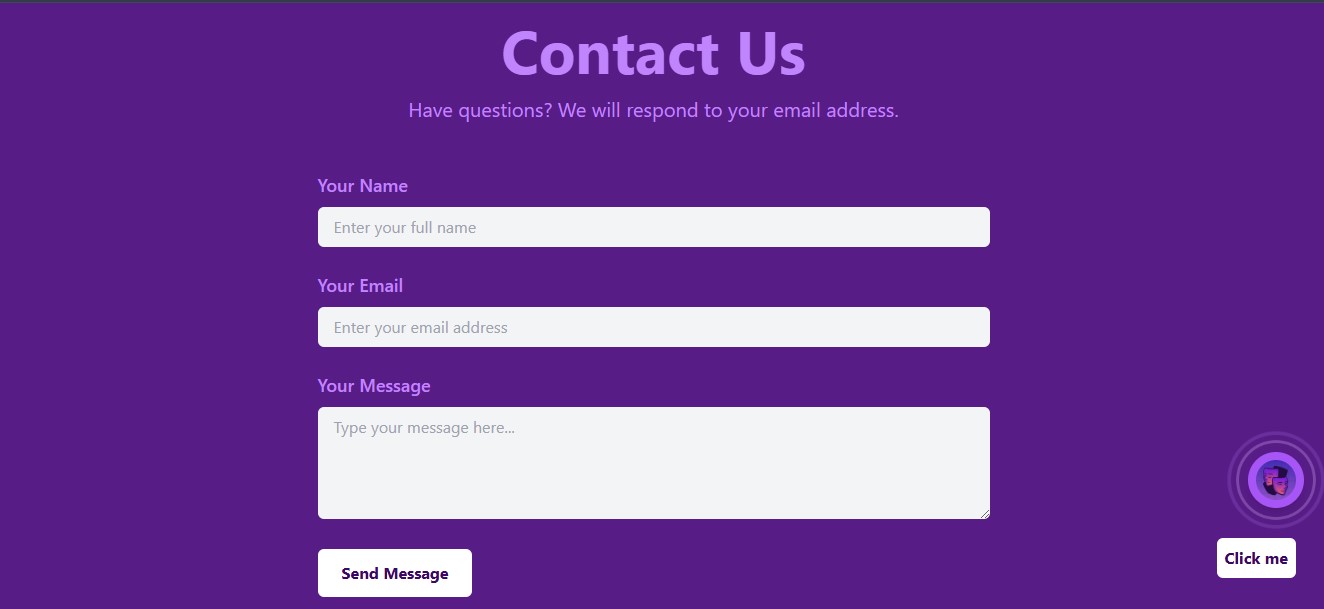 Contact Us
Have questions? We will respond to your email address.
Your Name
Enter your full name
Your Email
Enter your email address
Your Message
Type your message here...
Send Message
Click me